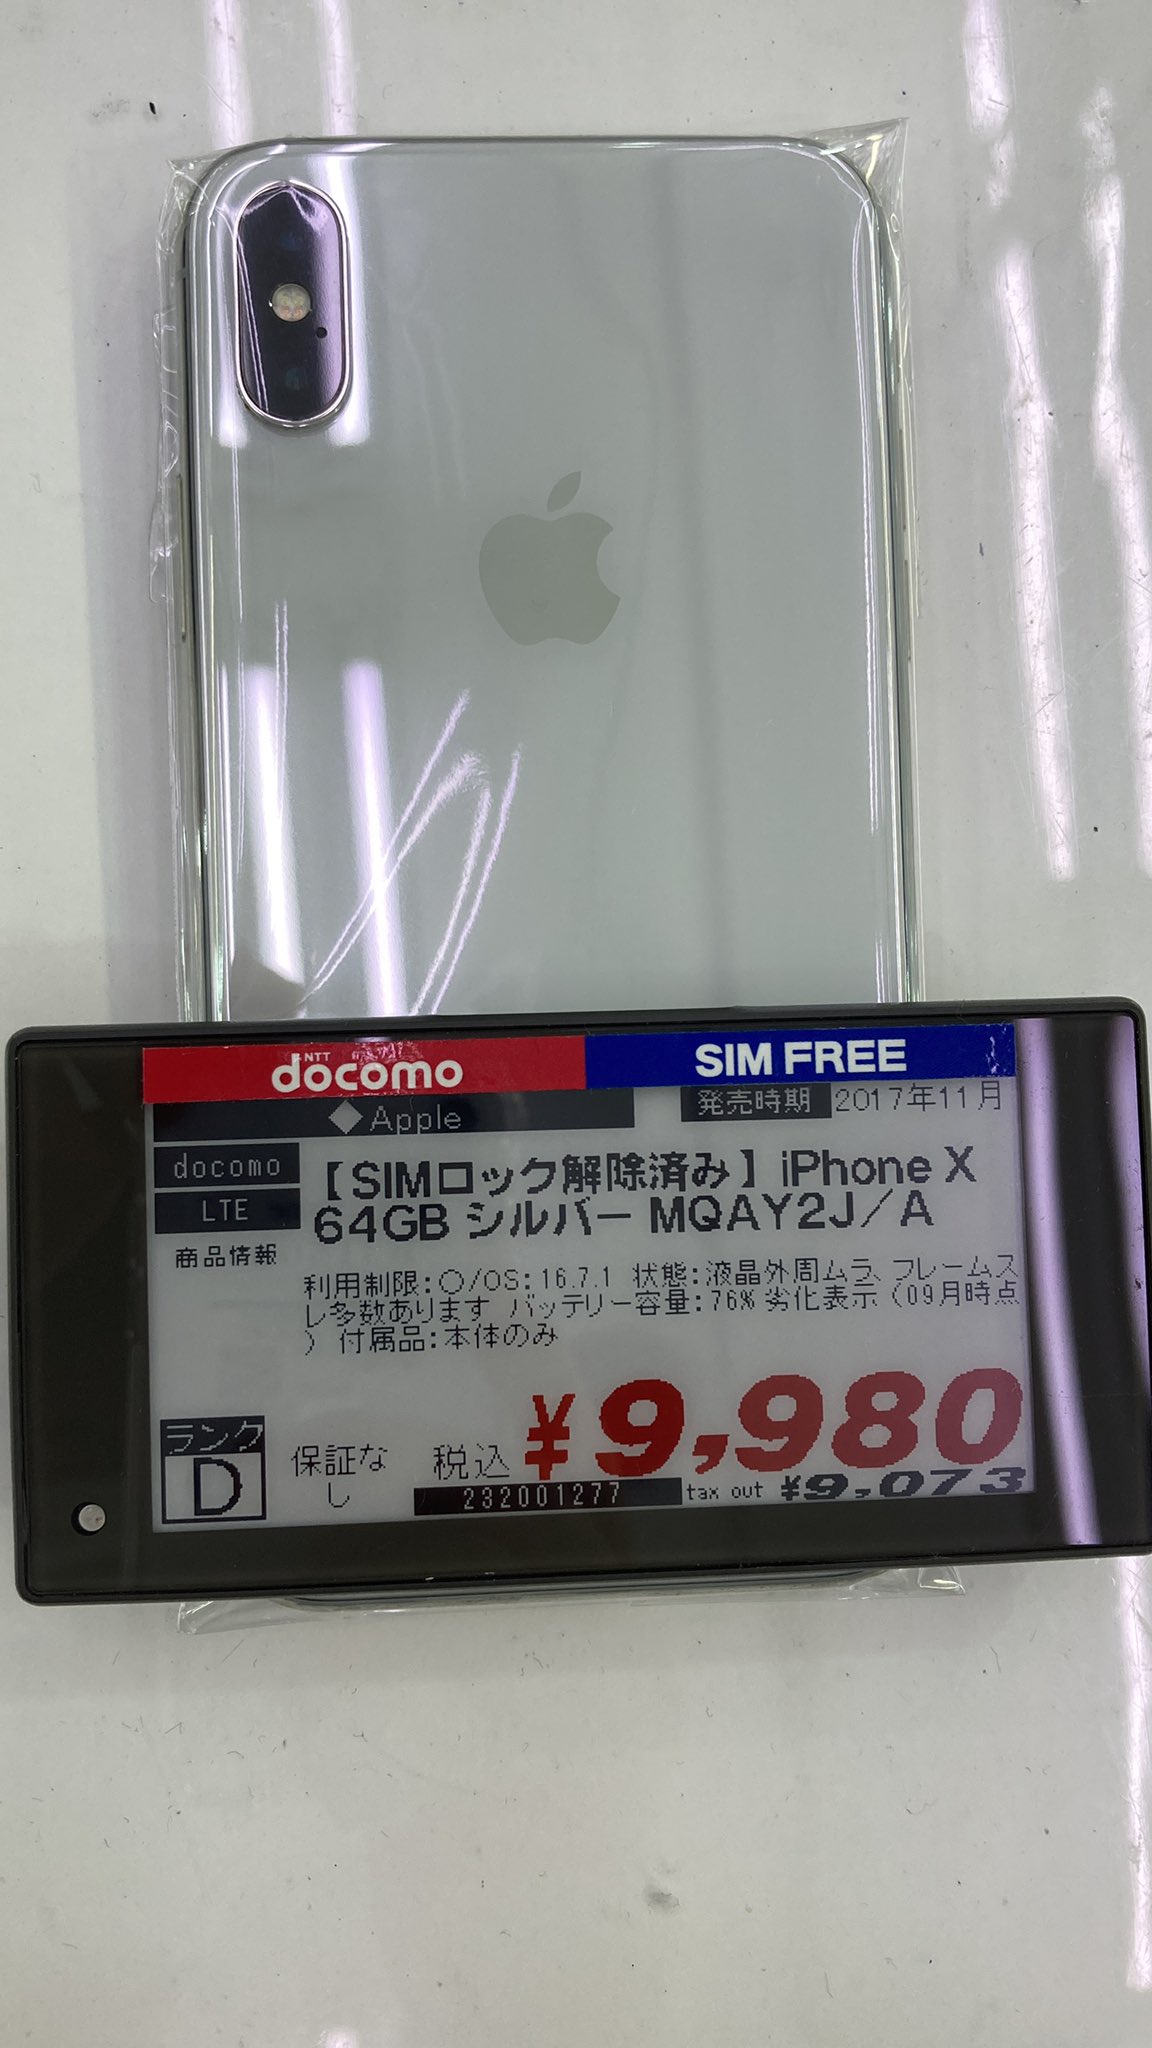 NTT
docomo
SIM FREE
◆Apple
発売時期 2017年11月
docomo
LTE
【SIMロック解除済み】iPhone X
64GB シルバー MQAY2J/A
商品情報
利用制限:○/OS:16.7.1 状態:液晶外周ムラ フレームス
レ多数あります バッテリー容量:76% 劣化表示(09月時点
) 付属品:本体のみ
ランク
D
保証な
し
税込 ¥9,980
232001277
tax out ¥9,073